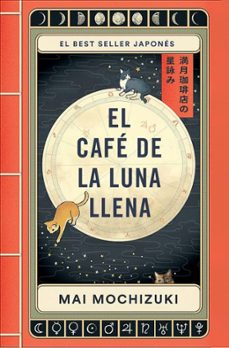 EL BEST SELLER JAPONÉS
満月珈琲店の
星詠み
EL
CAFÉ DE
LA LUNA
LLENA
MAI MOCHIZUKI